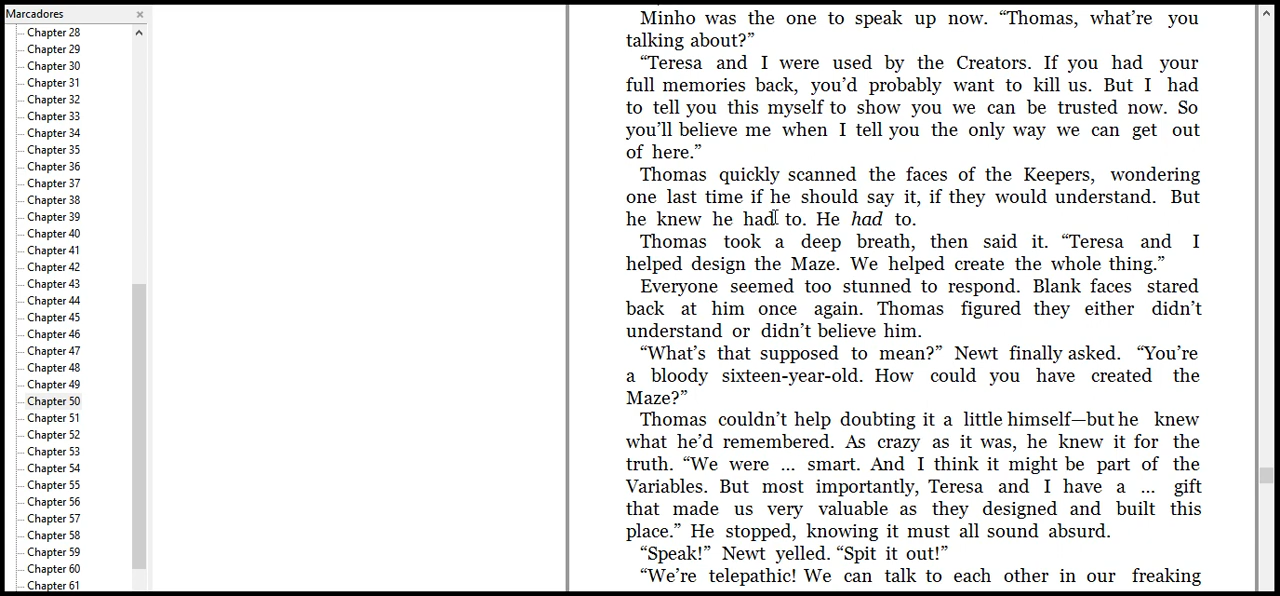 Marcadores
Chapter 28
Chapter 29
Chapter 30
Chapter 31
Chapter 32
Chapter 33
Chapter 34
Chapter 35
Chapter 36
Chapter 37
Chapter 38
Chapter 39
Chapter 40
Chapter 41
Chapter 42
Chapter 43
Chapter 44
Chapter 45
Chapter 46
Chapter 47
Chapter 48
Chapter 49
Chapter 50
Chapter 51
Chapter 52
Chapter 53
Chapter 54
Chapter 55
Chapter 56
Chapter 57
Chapter 58
Chapter 59
Chapter 60
Chapter 61
Minho was the one to speak up now. “Thomas, what’re you
talking about?”
“Teresa and I were used by the Creators. If you had your
full memories back, you’d probably want to kill us. But I had
to tell you this myself to show you we can be trusted now. So
you’ll believe me when I tell you the only way we can get out
of here.”
Thomas quickly scanned the faces of the Keepers, wondering
one last time if he should say it, if they would understand. But
he knew he had to. He had to.
Thomas took a deep breath, then said it. “Teresa and I
helped design the Maze. We helped create the whole thing.”
Everyone seemed too stunned to respond. Blank faces stared
back at him once again. Thomas figured they either didn’t
understand or didn’t believe him.
“What’s that supposed to mean?” Newt finally asked. “You’re
a bloody sixteen-year-old. How could you have created the
Maze?”
Thomas couldn’t help doubting it a little himself—but he knew
what he’d remembered. As crazy as it was, he knew it for the
truth. “We were … smart. And I think it might be part of the
Variables. But most importantly, Teresa and I have a … gift
that made us very valuable as they designed and built this
place.” He stopped, knowing it must all sound absurd.
“Speak!” Newt yelled. “Spit it out!”
“We’re telepathic! We can talk to each other in our freaking